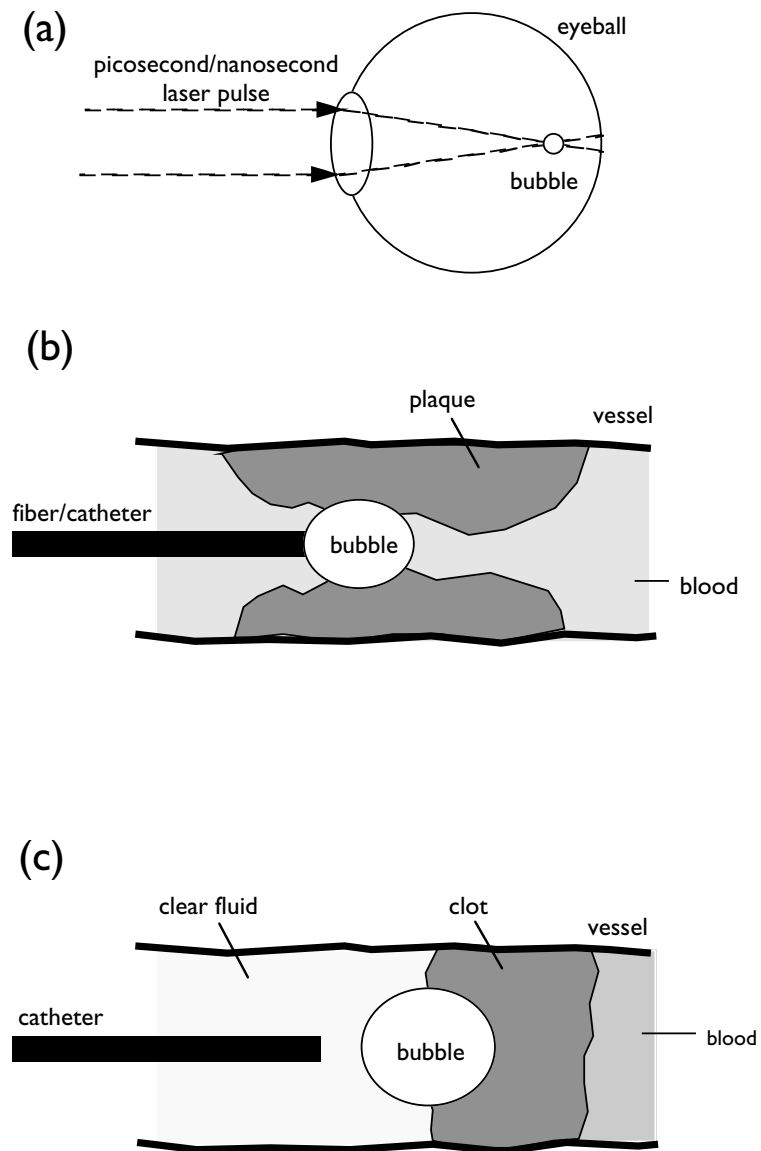 (a)
eyeball
picosecond/nanosecond
laser pulse
bubble
(b)
plaque
vessel
fiber/catheter
bubble
blood
(c)
clear fluid
clot
vessel
catheter
bubble
blood